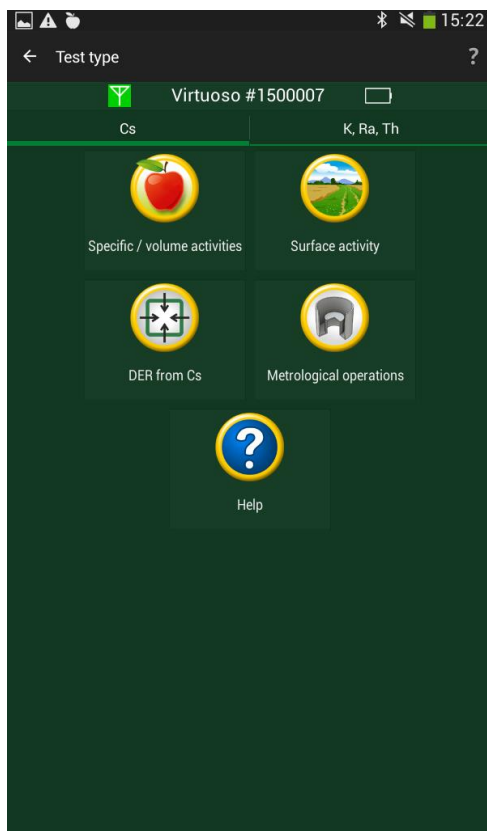 15:22
Test type
?
Virtuoso #1500007
Cs
K, Ra, Th
Specific / volume activities
Surface activity
DER from Cs
Metrological operations
?
Help